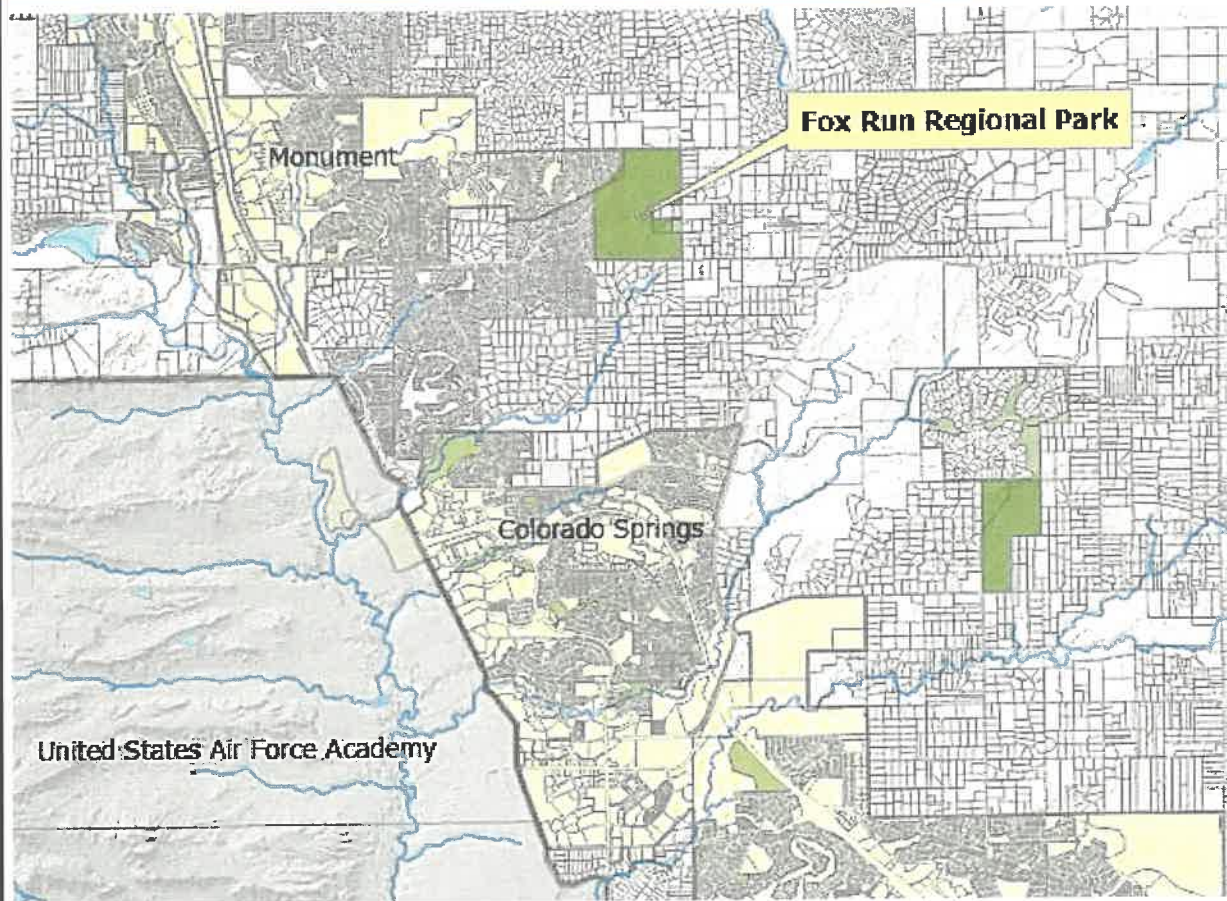 Fox Run Regional Park
Monument
Colorado Springs
United States Air Force Academy